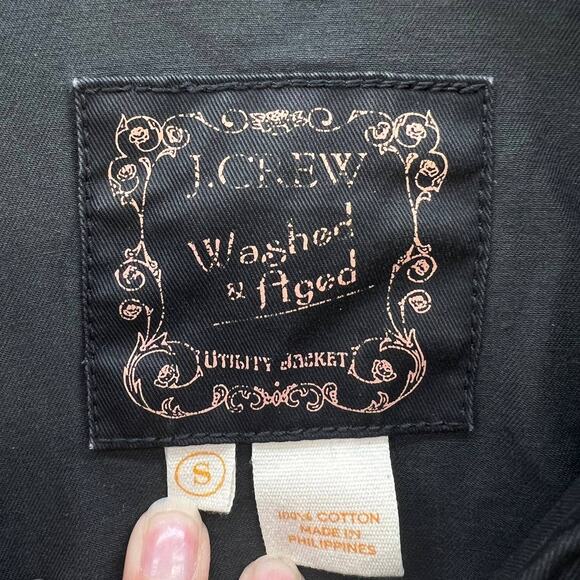 J.CREW
Washed
& Aged
UTILITY JACKET
S
100% COTTON
MADE IN
PHILIPPINES